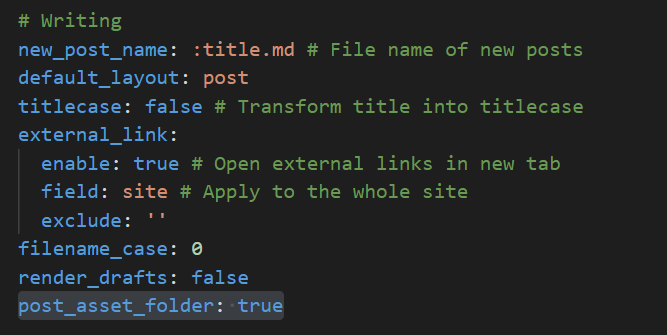 # Writing
new_post_name: :title.md # File name of new posts
default_layout: post
titlecase: false # Transform title into titlecase
external_link:
  enable: true # Open external links in new tab
  field: site # Apply to the whole site
  exclude: ''
filename_case: 0
render_drafts: false
post_asset_folder: true